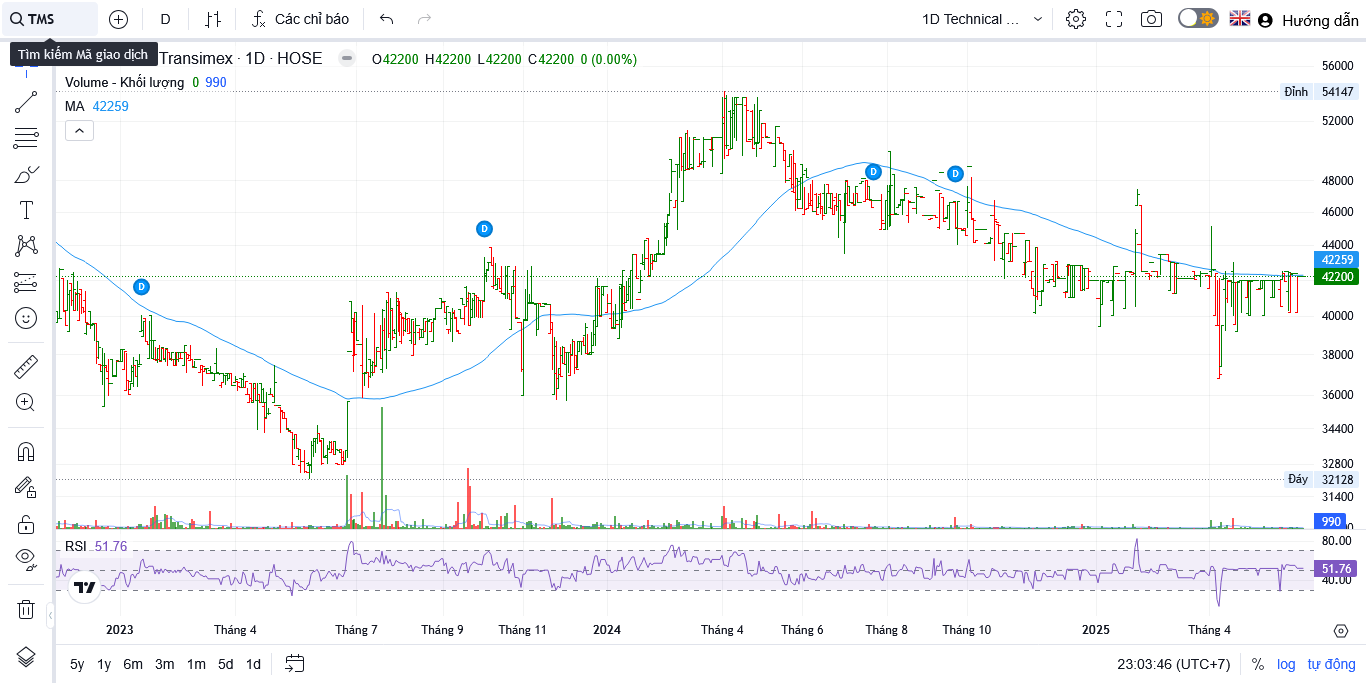 TMS
D
Các chỉ báo
1D Technical ...
Hướng dẫn
Tìm kiếm Mã giao dịch
Transimex · 1D · HOSE
O42200 H42200 L42200 C42200 0 (0.00%)
Volume - Khối lượng 0 990
MA 42259
56000
Đỉnh 54147
52000
48000
46000
44000
42259
42200
40000
38000
36000
34400
32800
Đáy 32128
31400
990
D
D
D
D
RSI 51.76
80.00
51.76
40.00
2023
Tháng 4
Tháng 7
Tháng 9
Tháng 11
2024
Tháng 4
Tháng 6
Tháng 8
Tháng 10
2025
Tháng 4
5y 1y 6m 3m 1m 5d 1d
23:03:46 (UTC+7)
% log tự động